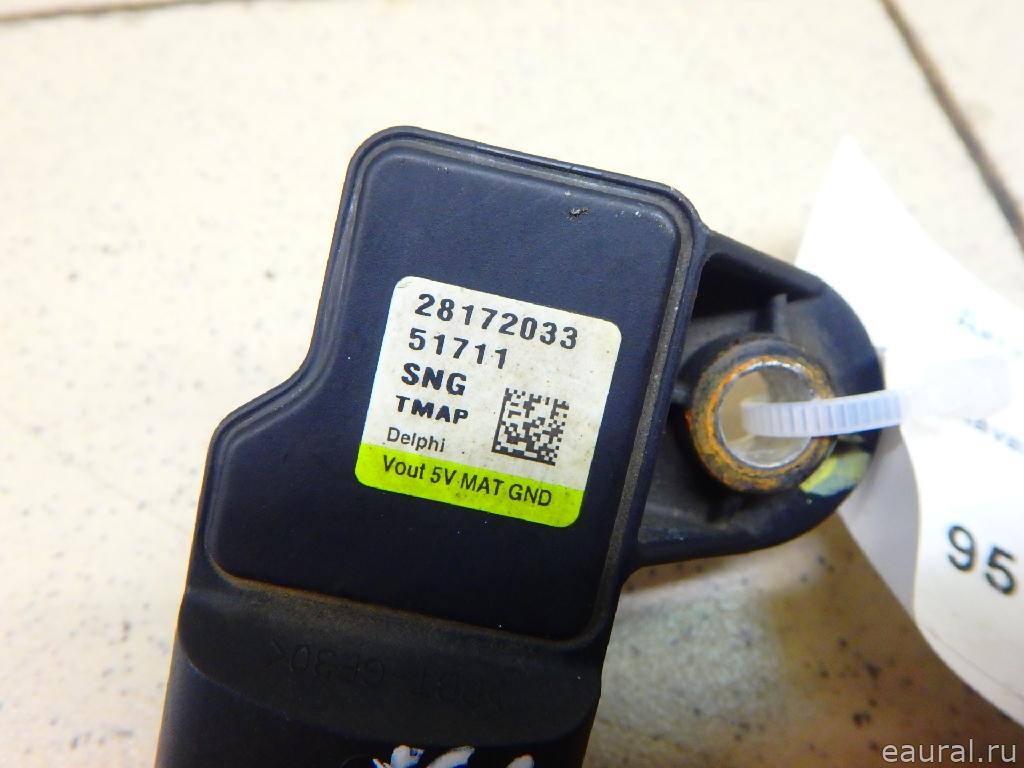 28172033
51711
SNG
TMAP
Delphi
Vout 5V MAT GND
95
eaural.ru